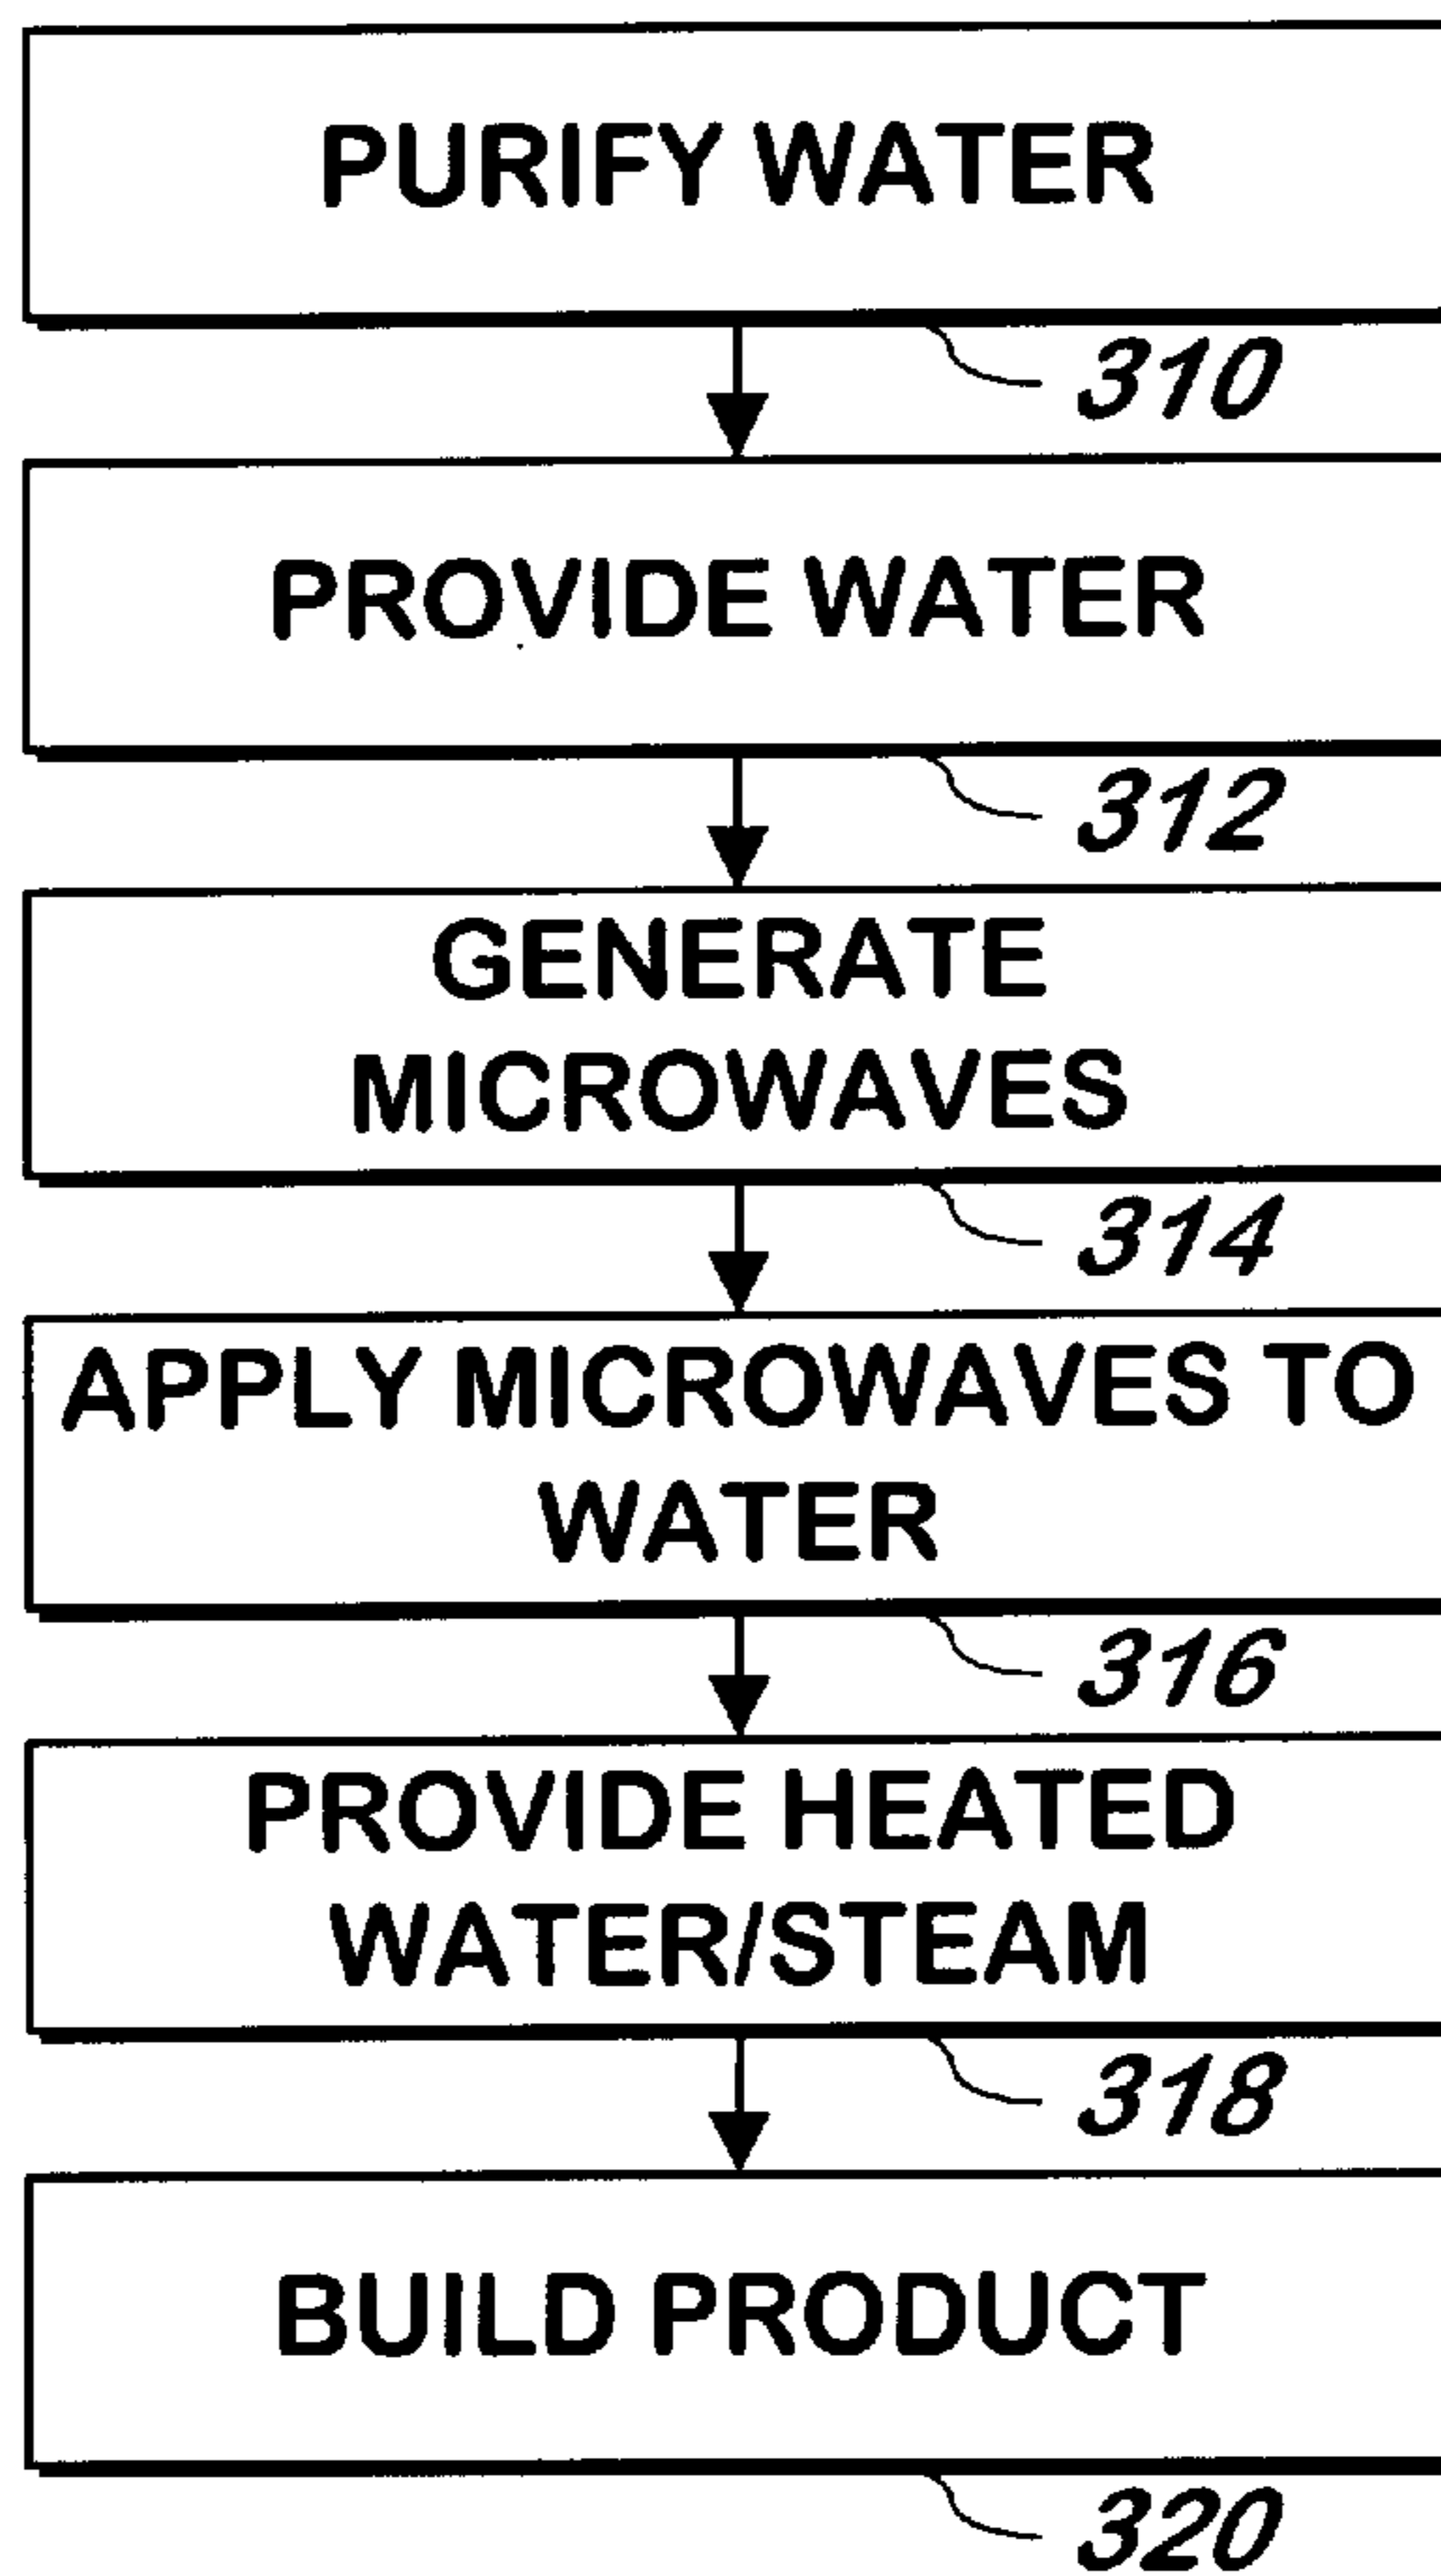 PURIFY WATER
310
PROVIDE WATER
312
GENERATE
MICROWAVES
314
APPLY MICROWAVES TO
WATER
316
PROVIDE HEATED
WATER/STEAM
318
BUILD PRODUCT
320